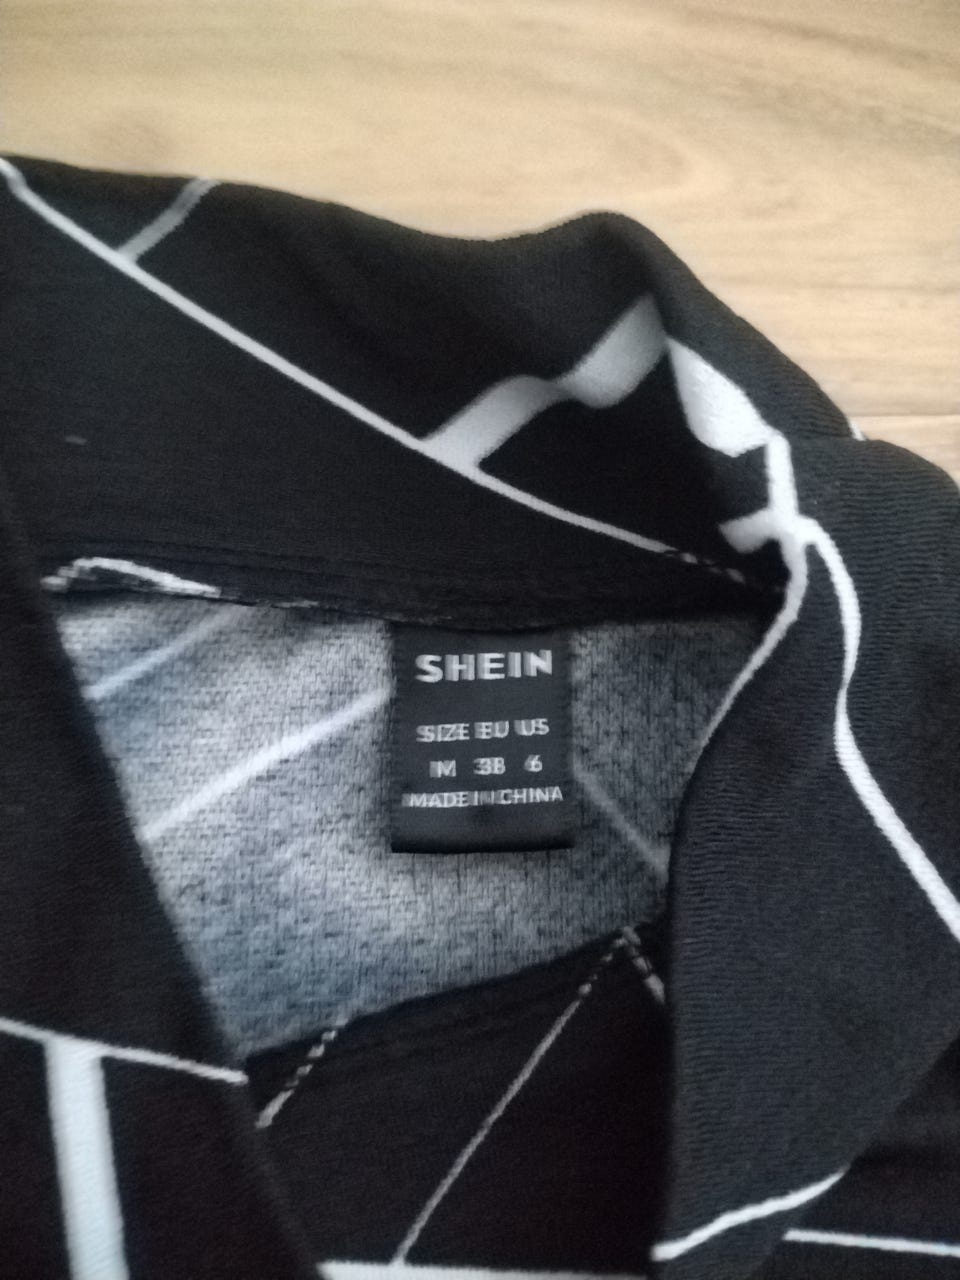 SHEIN
SIZE EU US
M 38 6
MADE IN CHINA